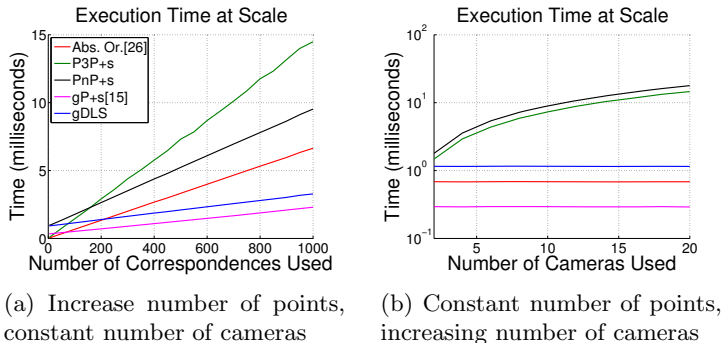 Execution Time at Scale
Time (milliseconds)
15
10
5
0
Abs. Or.[26]
P3P+s
PnP+s
gP+s[15]
gDLS
0
200
400
600
800
1000
Number of Correspondences Used
(a) Increase number of points,
constant number of cameras
Execution Time at Scale
Time (milliseconds)
10^2
10^1
10^0
10^-1
5
10
15
20
Number of Cameras Used
(b) Constant number of points,
increasing number of cameras